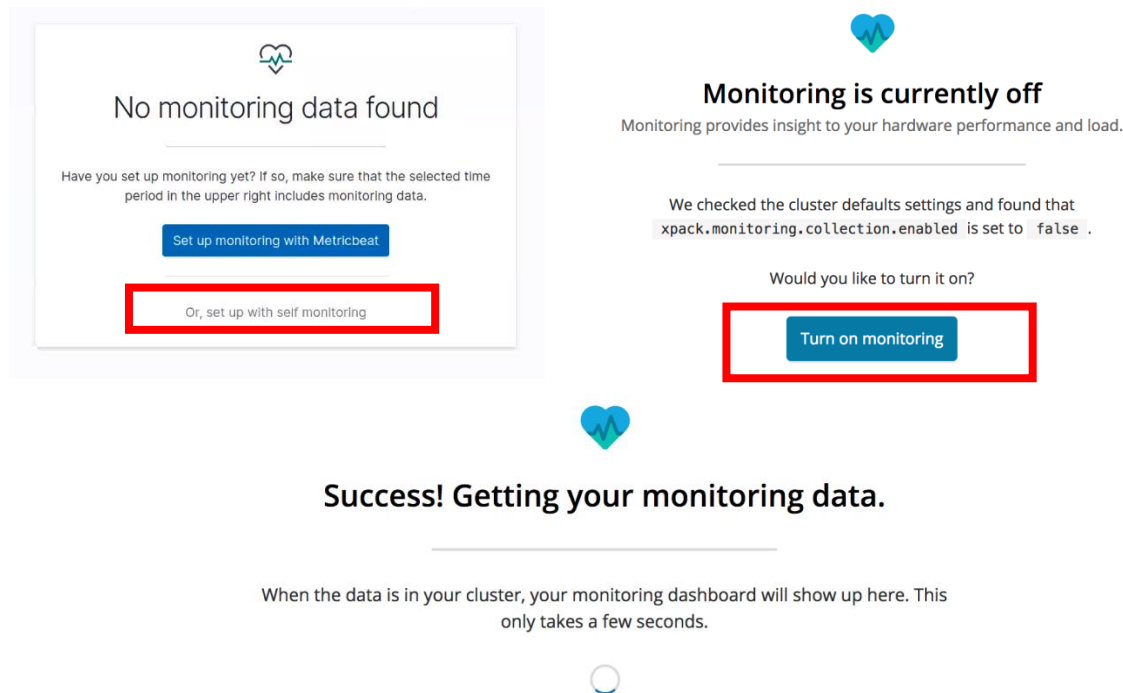 No monitoring data found
Have you set up monitoring yet? If so, make sure that the selected time
period in the upper right includes monitoring data.
Set up monitoring with Metricbeat
Or, set up with self monitoring
Monitoring is currently off
Monitoring provides insight to your hardware performance and load.
We checked the cluster defaults settings and found that
xpack.monitoring.collection.enabled is set to false .
Would you like to turn it on?
Turn on monitoring
Success! Getting your monitoring data.
When the data is in your cluster, your monitoring dashboard will show up here. This
only takes a few seconds.